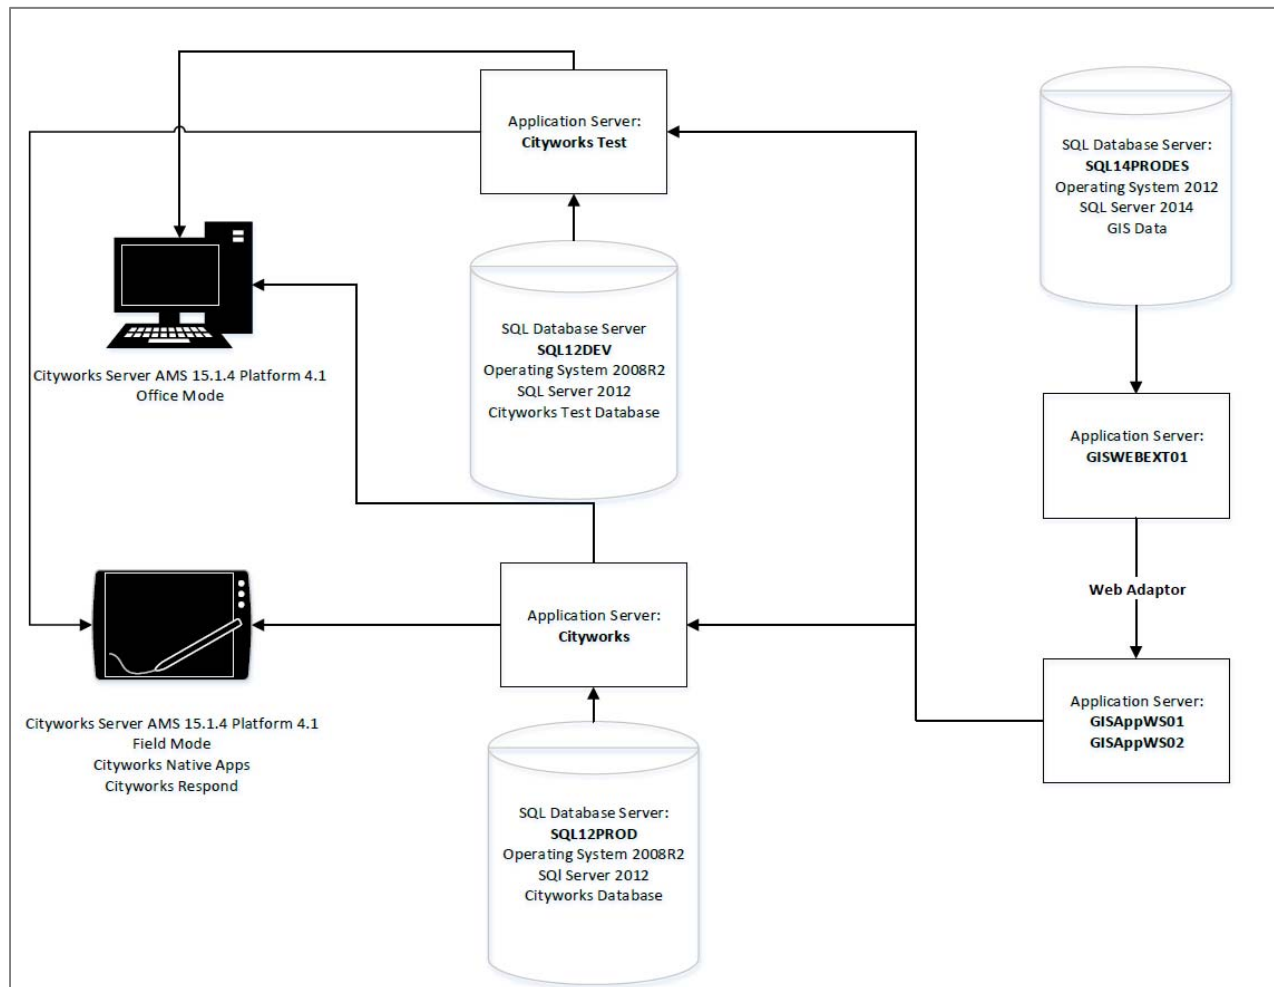 Application Server:
Cityworks Test
SQL Database Server:
SQL14PRODES
Operating System 2012
SQL Server 2014
GIS Data
SQL Database Server
SQL12DEV
Operating System 2008R2
SQL Server 2012
Cityworks Test Database
Cityworks Server AMS 15.1.4 Platform 4.1
Office Mode
Application Server:
GISWEBEXT01
Web Adaptor
Application Server:
Cityworks
Application Server:
GISAppWS01
GISAppWS02
Cityworks Server AMS 15.1.4 Platform 4.1
Field Mode
Cityworks Native Apps
Cityworks Respond
SQL Database Server:
SQL12PROD
Operating System 2008R2
SQl Server 2012
Cityworks Database